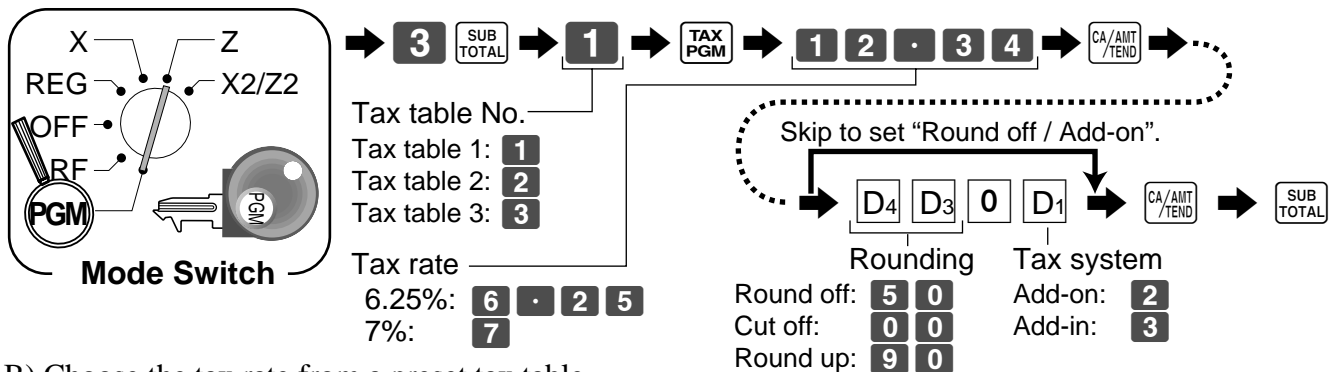 X
Z
REG
X2/Z2
OFF
RF
PGM
PGM
Mode Switch
3 SUB TOTAL 1 TAX PGM 1 2 · 3 4 CA/AMT /TEND
Tax table No.
Tax table 1: 1
Tax table 2: 2
Tax table 3: 3
Tax rate
6.25%: 6 · 2 5
7%: 7
Skip to set “Round off / Add-on”.
D4 D3 0 D1 CA/AMT /TEND SUB TOTAL
Rounding
Round off: 5 0
Cut off: 0 0
Round up: 9 0
Tax system
Add-on: 2
Add-in: 3
B) Choose the tax rate from a preset tax table